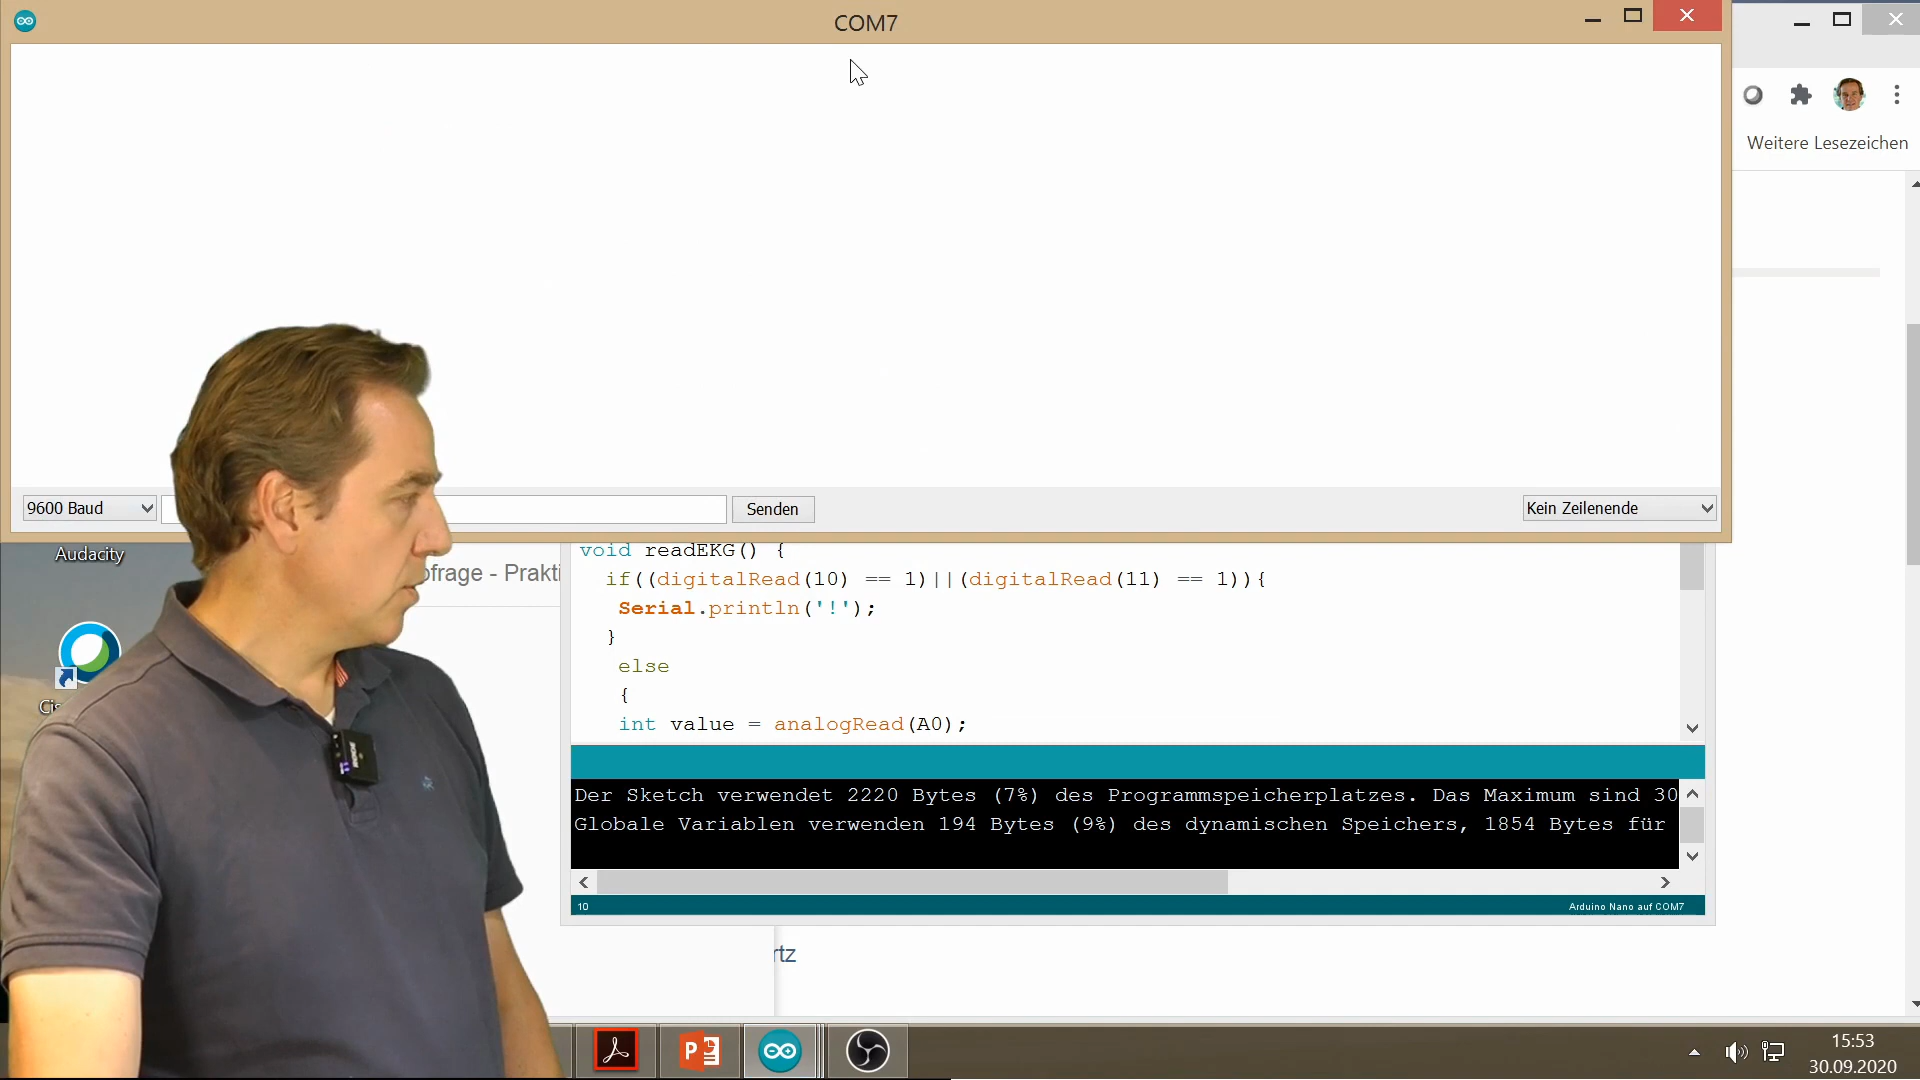 COM7
Weitere Lesezeichen
9600 Baud
Senden
Kein Zeilenende
Audacity
ofrage - Prakti
void readEKG() {
if((digitalRead(10) == 1)||(digitalRead(11) == 1)){
Serial.println('!');
}
else
{
int value = analogRead(A0);
Der Sketch verwendet 2220 Bytes (7%) des Programmspeicherplatzes. Das Maximum sind 30
Globale Variablen verwenden 194 Bytes (9%) des dynamischen Speichers, 1854 Bytes für
10
Arduino Nano auf COM7
rtz
15:53
30.09.2020